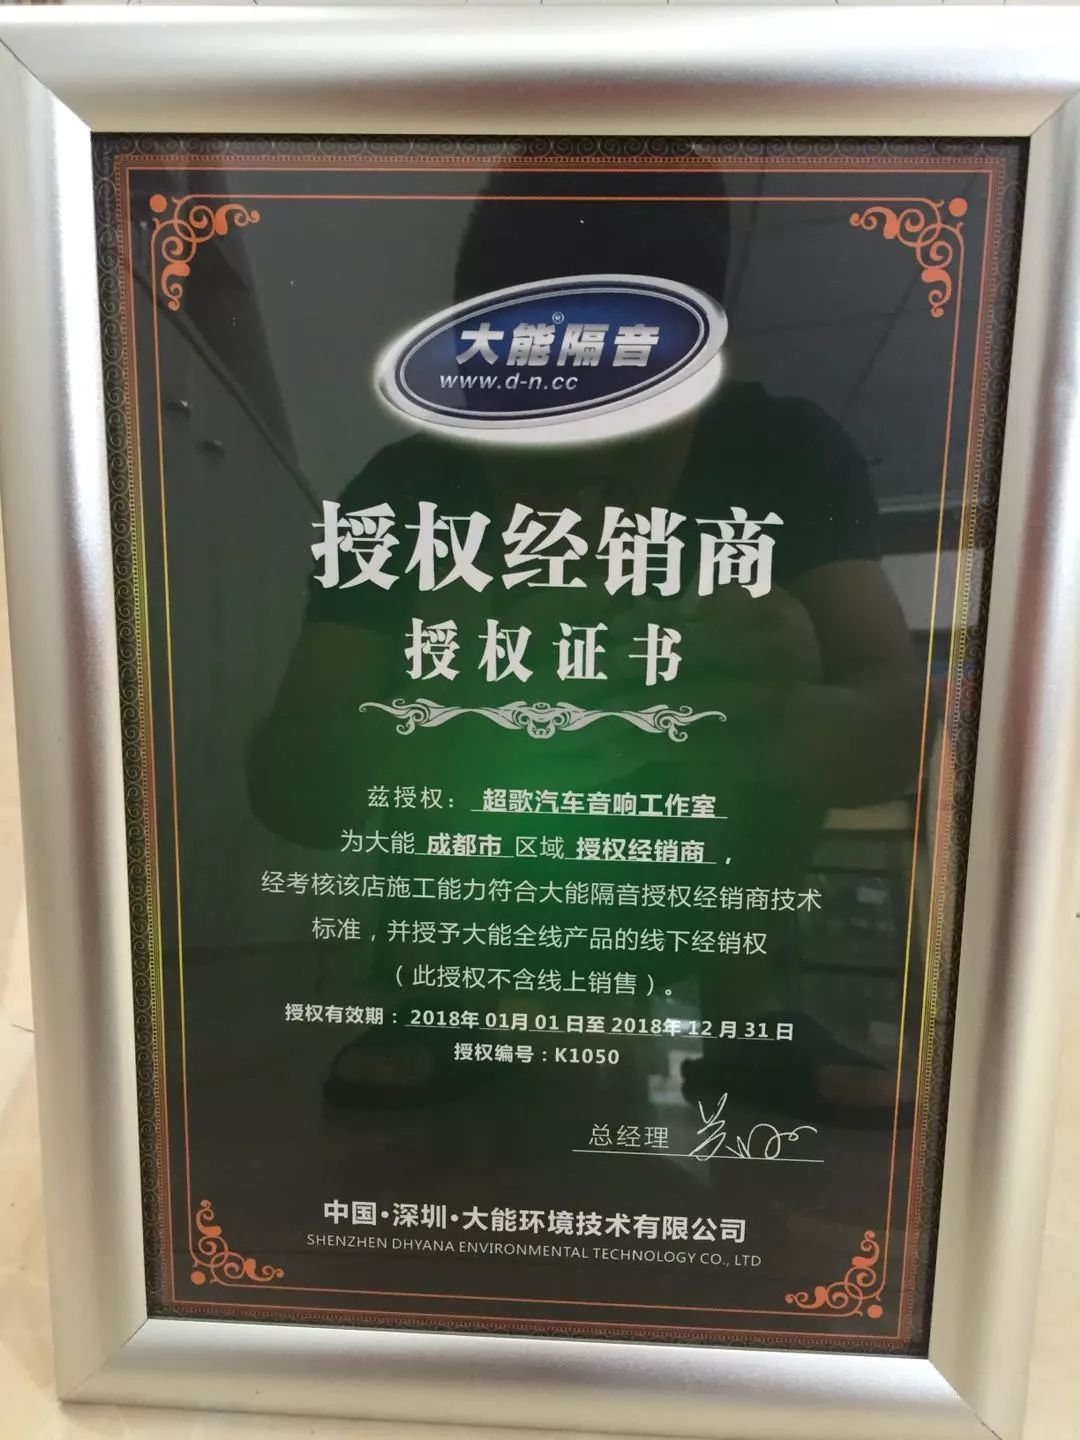 大能®隔音
www.d-n.cc
授权经销商
授权证书
兹授权：超歌汽车音响工作室
为大能 成都市 区域 授权经销商，
经考核该店施工能力符合大能隔音授权经销商技术
标准，并授予大能全线产品的线下经销权
（此授权不含线上销售）。
授权有效期：2018年01月01日至2018年12月31日
授权编号：K1050
总经理
中国·深圳·大能环境技术有限公司
SHENZHEN DHYANA ENVIRONMENTAL TECHNOLOGY CO., LTD